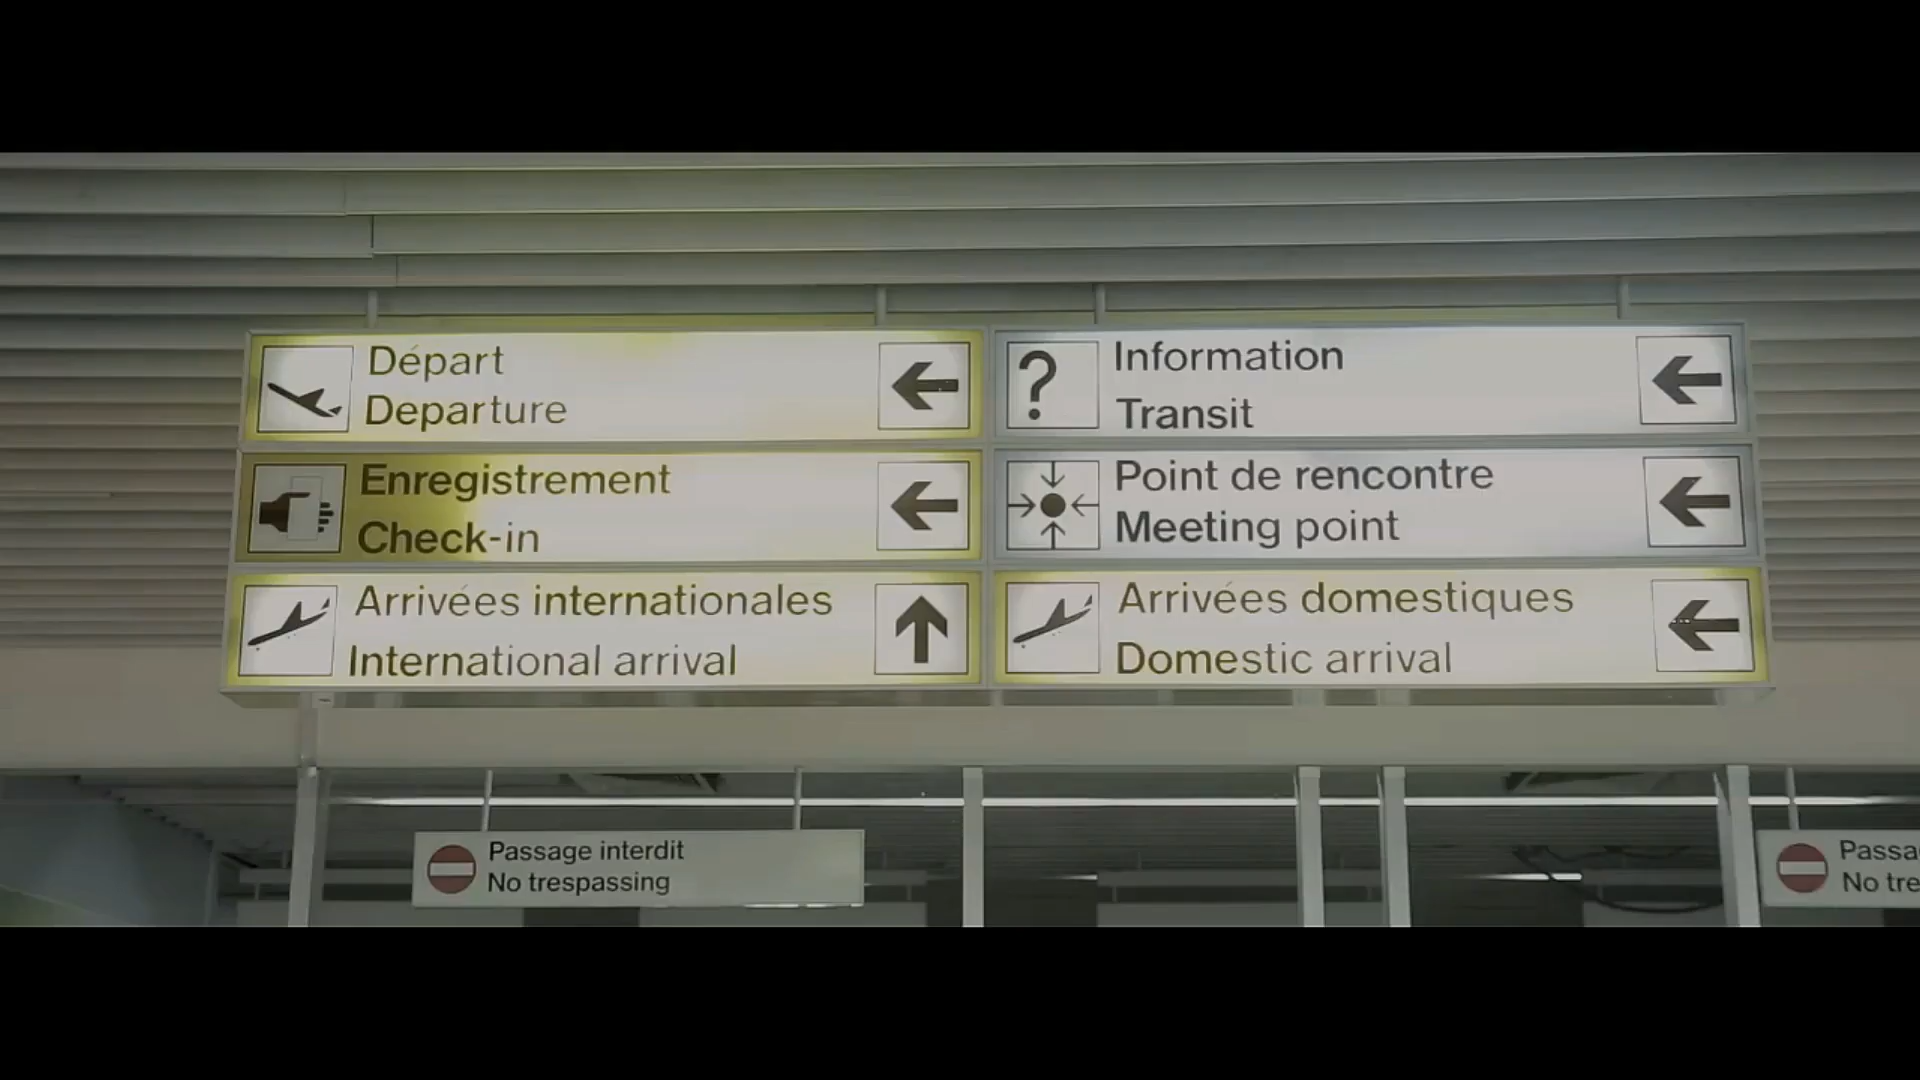 Départ
Departure
Information
Transit
Enregistrement
Check-in
Point de rencontre
Meeting point
Arrivées internationales
International arrival
Arrivées domestiques
Domestic arrival
Passage interdit
No trespassing